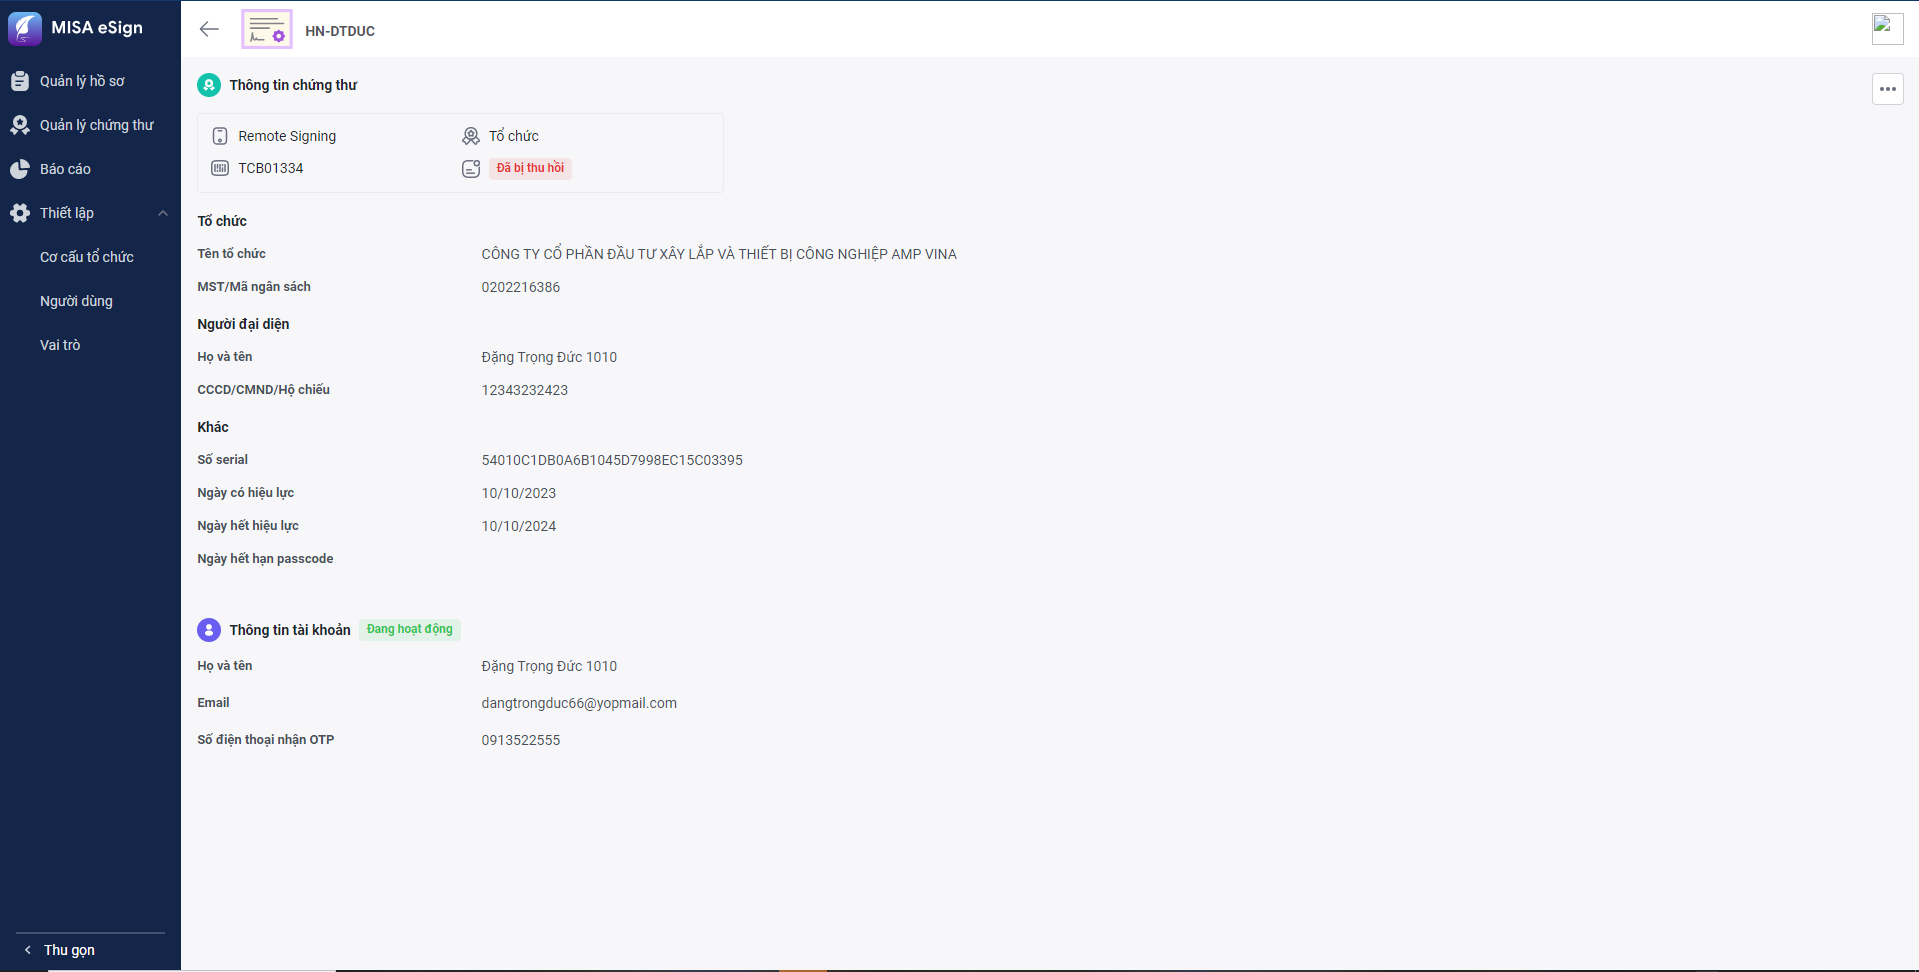 MISA eSign
HN-DTDUC
Quản lý hồ sơ
Quản lý chứng thư
Báo cáo
Thiết lập
Cơ cấu tổ chức
Người dùng
Vai trò
Thu gọn
Thông tin chứng thư
Remote Signing
Tổ chức
TCB01334
Đã bị thu hồi
Tổ chức
Tên tổ chức CÔNG TY CỔ PHẦN ĐẦU TƯ XÂY LẮP VÀ THIẾT BỊ CÔNG NGHIỆP AMP VINA
MST/Mã ngân sách 0202216386
Người đại diện
Họ và tên Đặng Trọng Đức 1010
CCCD/CMND/Hộ chiếu 12343232423
Khác
Số serial 54010C1DB0A6B1045D7998EC15C03395
Ngày có hiệu lực 10/10/2023
Ngày hết hiệu lực 10/10/2024
Ngày hết hạn passcode
Thông tin tài khoản Đang hoạt động
Họ và tên Đặng Trọng Đức 1010
Email dangtrongduc66@yopmail.com
Số điện thoại nhận OTP 0913522555